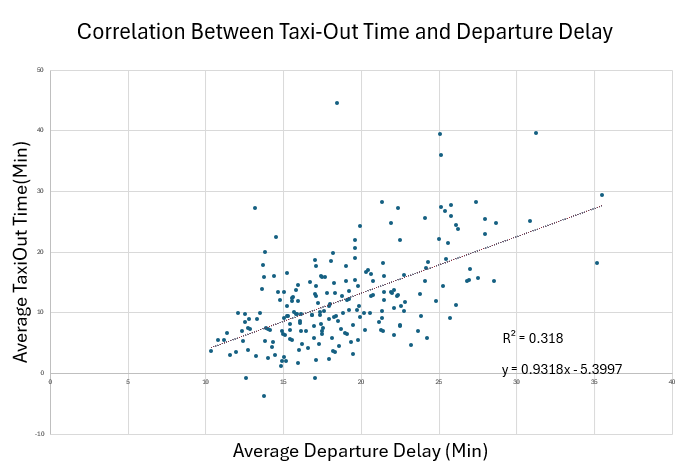 Correlation Between Taxi-Out Time and Departure Delay
50
40
30
20
10
0
-10
0 5 10 15 20 25 30 35 40
Average TaxiOut Time(Min)
R² = 0.318
y = 0.9318x - 5.3997
Average Departure Delay (Min)